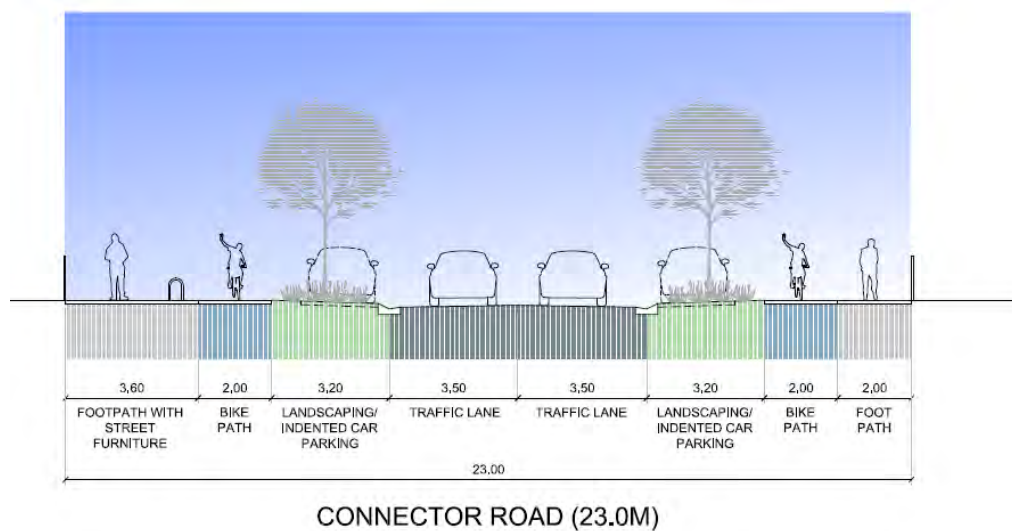 3,60 2,00 3,20 3,50 3,50 3,20 2,00 2,00
FOOTPATH WITH
STREET
FURNITURE
BIKE
PATH
LANDSCAPING/
INDENTED CAR
PARKING
TRAFFIC LANE
TRAFFIC LANE
LANDSCAPING/
INDENTED CAR
PARKING
BIKE
PATH
FOOT
PATH
23.00
CONNECTOR ROAD (23.0M)